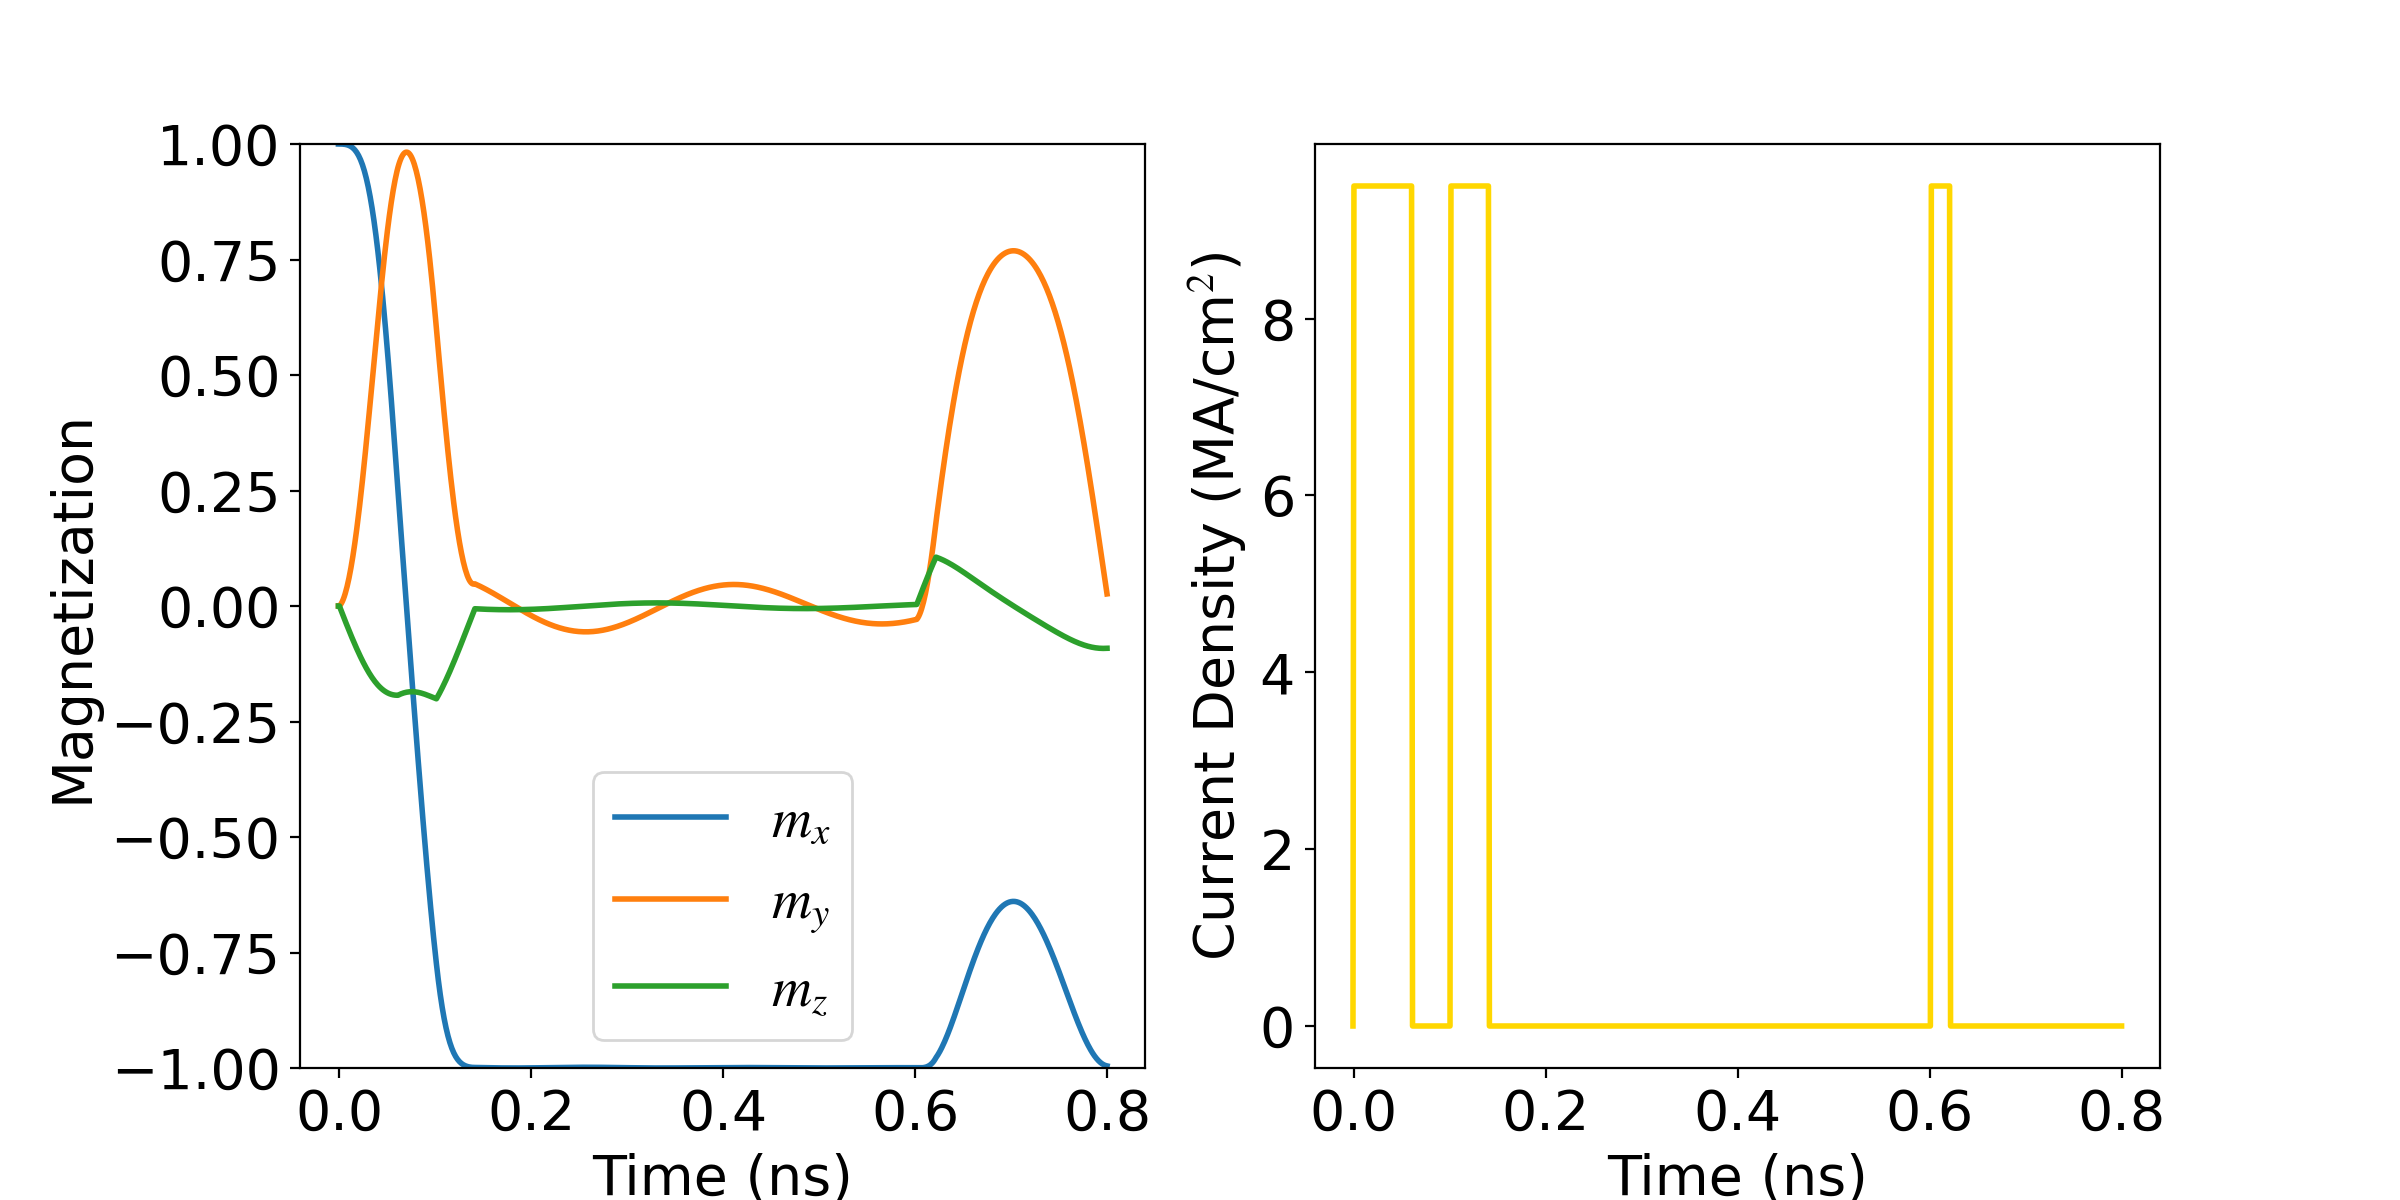 Magnetization
1.00
0.75
0.50
0.25
0.00
−0.25
−0.50
−0.75
−1.00
m_x
m_y
m_z
0.0 0.2 0.4 0.6 0.8
Time (ns)
Current Density (MA/cm²)
8
6
4
2
0
0.0 0.2 0.4 0.6 0.8
Time (ns)